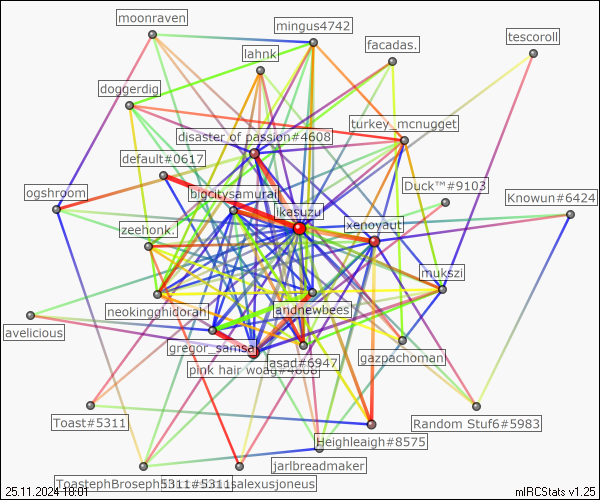 moonraven
mingus4742
tescoroll
lahnk
facadas.
doggerdig
turkey_mcnugget
disaster of passion#4608
default#0617
Duck™#9103
ogshroom
bigcitysamurai
Knowun#6424
ikasuzu
xenovaut
zeehonk.
mukszi
neokingghidorah
andnewbees
avelicious
gregor_samsa
gazpachoman
asad#6947
pink hair woag#4608
Toast#5311
Random Stuf6#5983
Heighleaigh#8575
jarlbreadmaker
ToastephBroseph5311#5311
salexusjoneus
25.11.2024 18:01
mIRCStats v1.25